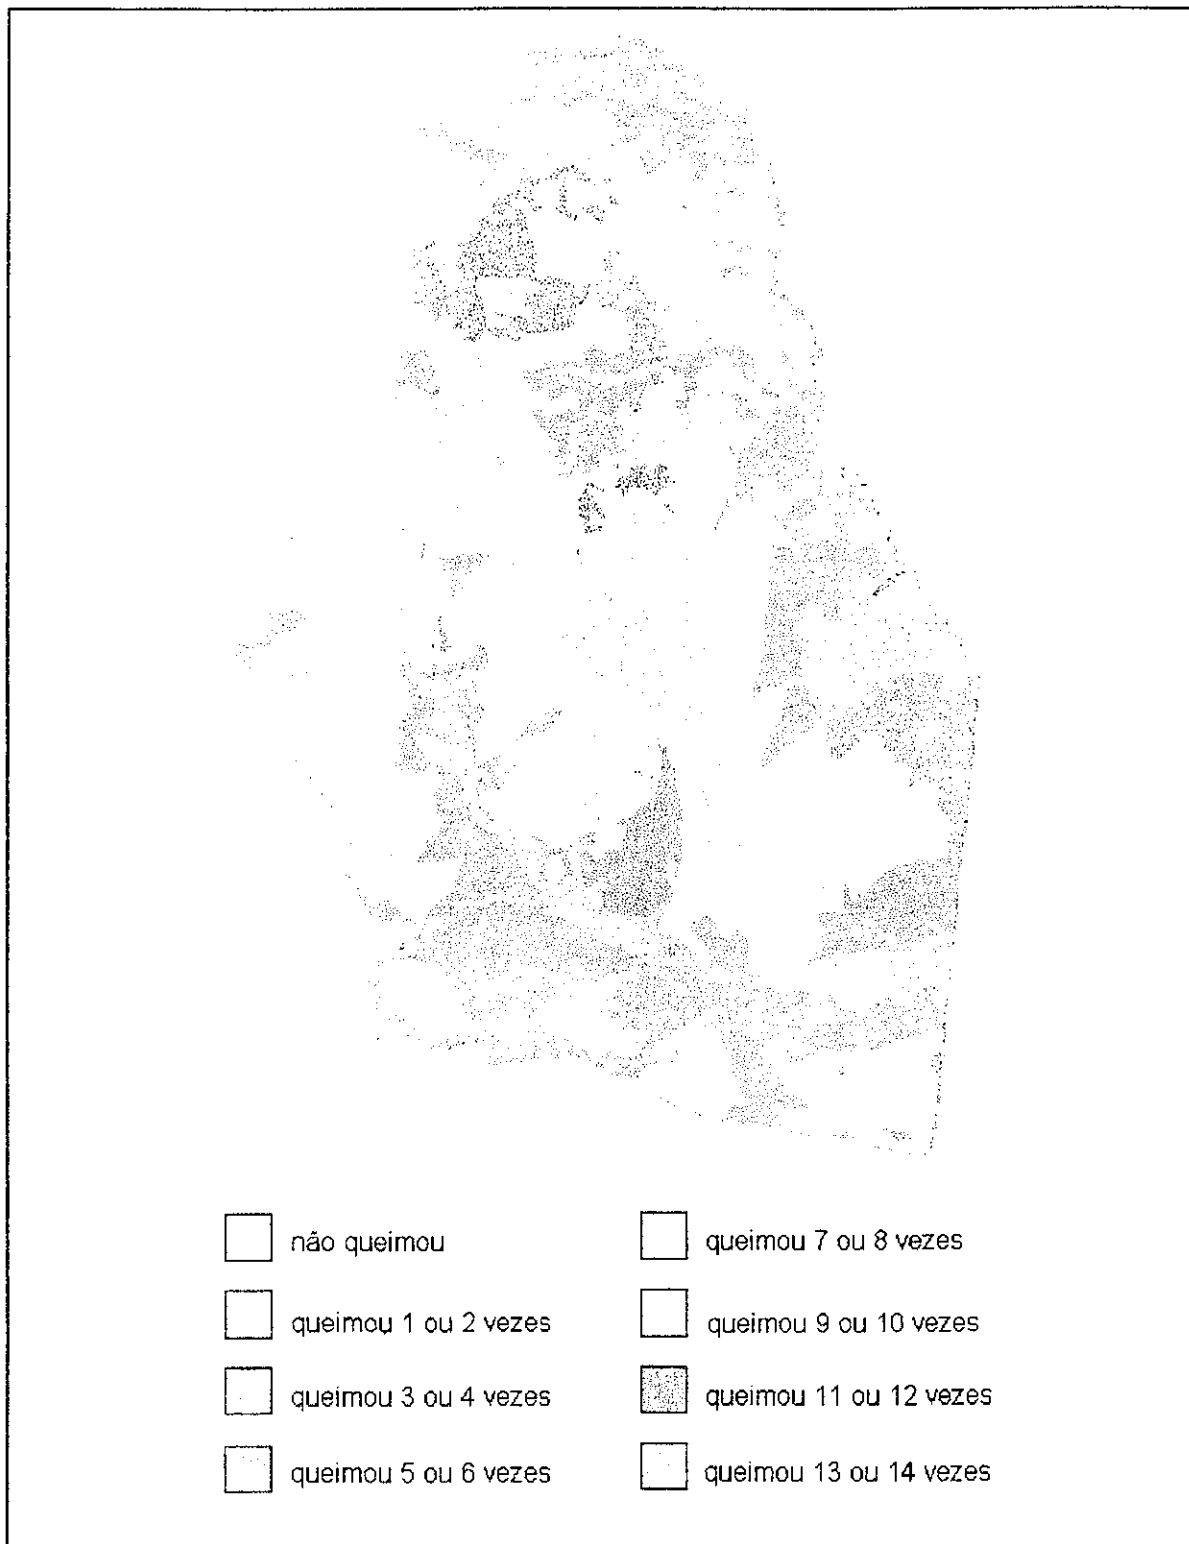 não queimou
queimou 1 ou 2 vezes
queimou 3 ou 4 vezes
queimou 5 ou 6 vezes
queimou 7 ou 8 vezes
queimou 9 ou 10 vezes
queimou 11 ou 12 vezes
queimou 13 ou 14 vezes